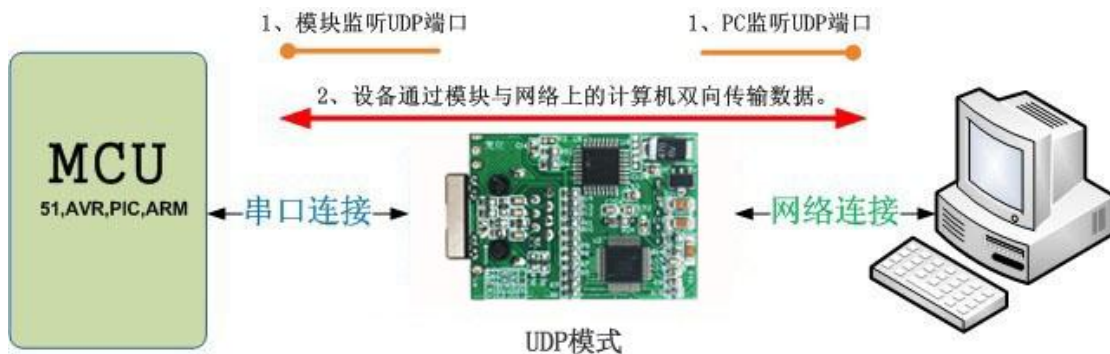 1、模块监听UDP端口
1、PC监听UDP端口
2、设备通过模块与网络上的计算机双向传输数据。
MCU
51,AVR,PIC,ARM
串口连接
网络连接
UDP模式